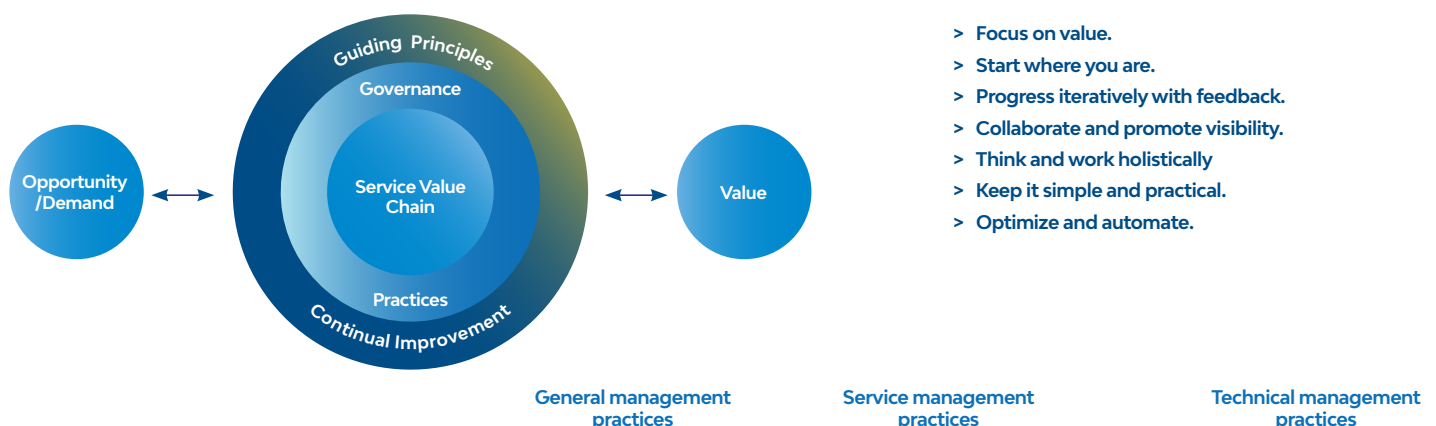 Guiding Principles
Governance
Opportunity
/Demand
Service Value
Chain
Value
Practices
Continual Improvement
> Focus on value.
> Start where you are.
> Progress iteratively with feedback.
> Collaborate and promote visibility.
> Think and work holistically
> Keep it simple and practical.
> Optimize and automate.
General management
practices
Service management
practices
Technical management
practices